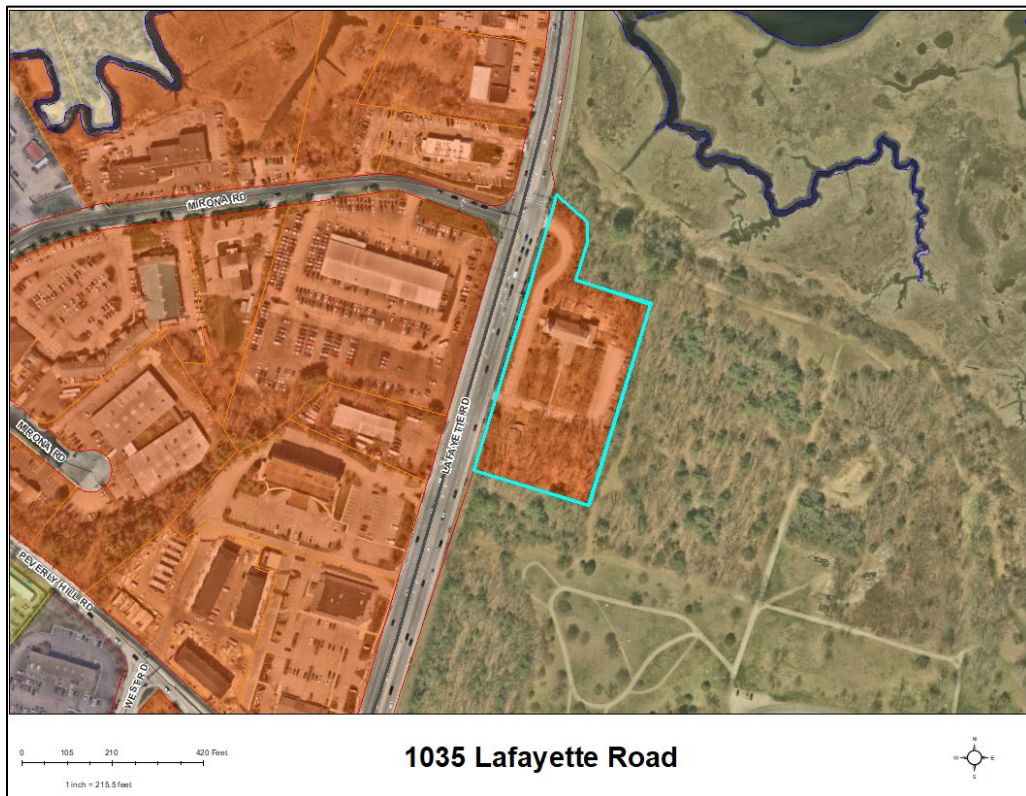 MIRONA RD
LAFAYETTE RD
MIRONA RD
PEVERLY HILL RD
WEST RD
0 105 210 420 Feet
1 inch = 215.5 feet
1035 Lafayette Road
N
W E
S